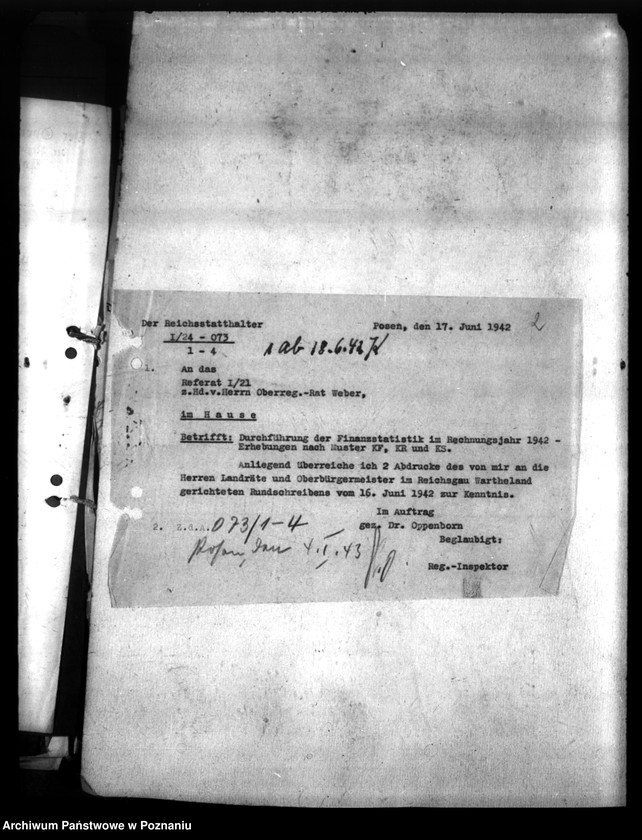 Der Reichsstatthalter
Posen, den 17. Juni 1942
2
I/24 - 073
1 - 4
ab 18.6.42
1. An das
Referat I/21
z.Hd.v.Herrn Oberreg.-Rat Weber,
im Hause
Betrifft: Durchführung der Finanzstatistik im Rechnungsjahr 1942 -
Erhebungen nach Muster KF, KR und KS.
Anliegend überreiche ich 2 Abdrucke des von mir an die
Herren Landräte und Oberbürgermeister im Reichsgau Wartheland
gerichteten Rundschreibens vom 16. Juni 1942 zur Kenntnis.
Im Auftrag
2. Z.d.A. 073/1-4
gez. Dr. Oppenborn
Posen, den 4.I.43
Beglaubigt:
Reg.-Inspektor
Archiwum Państwowe w Poznaniu